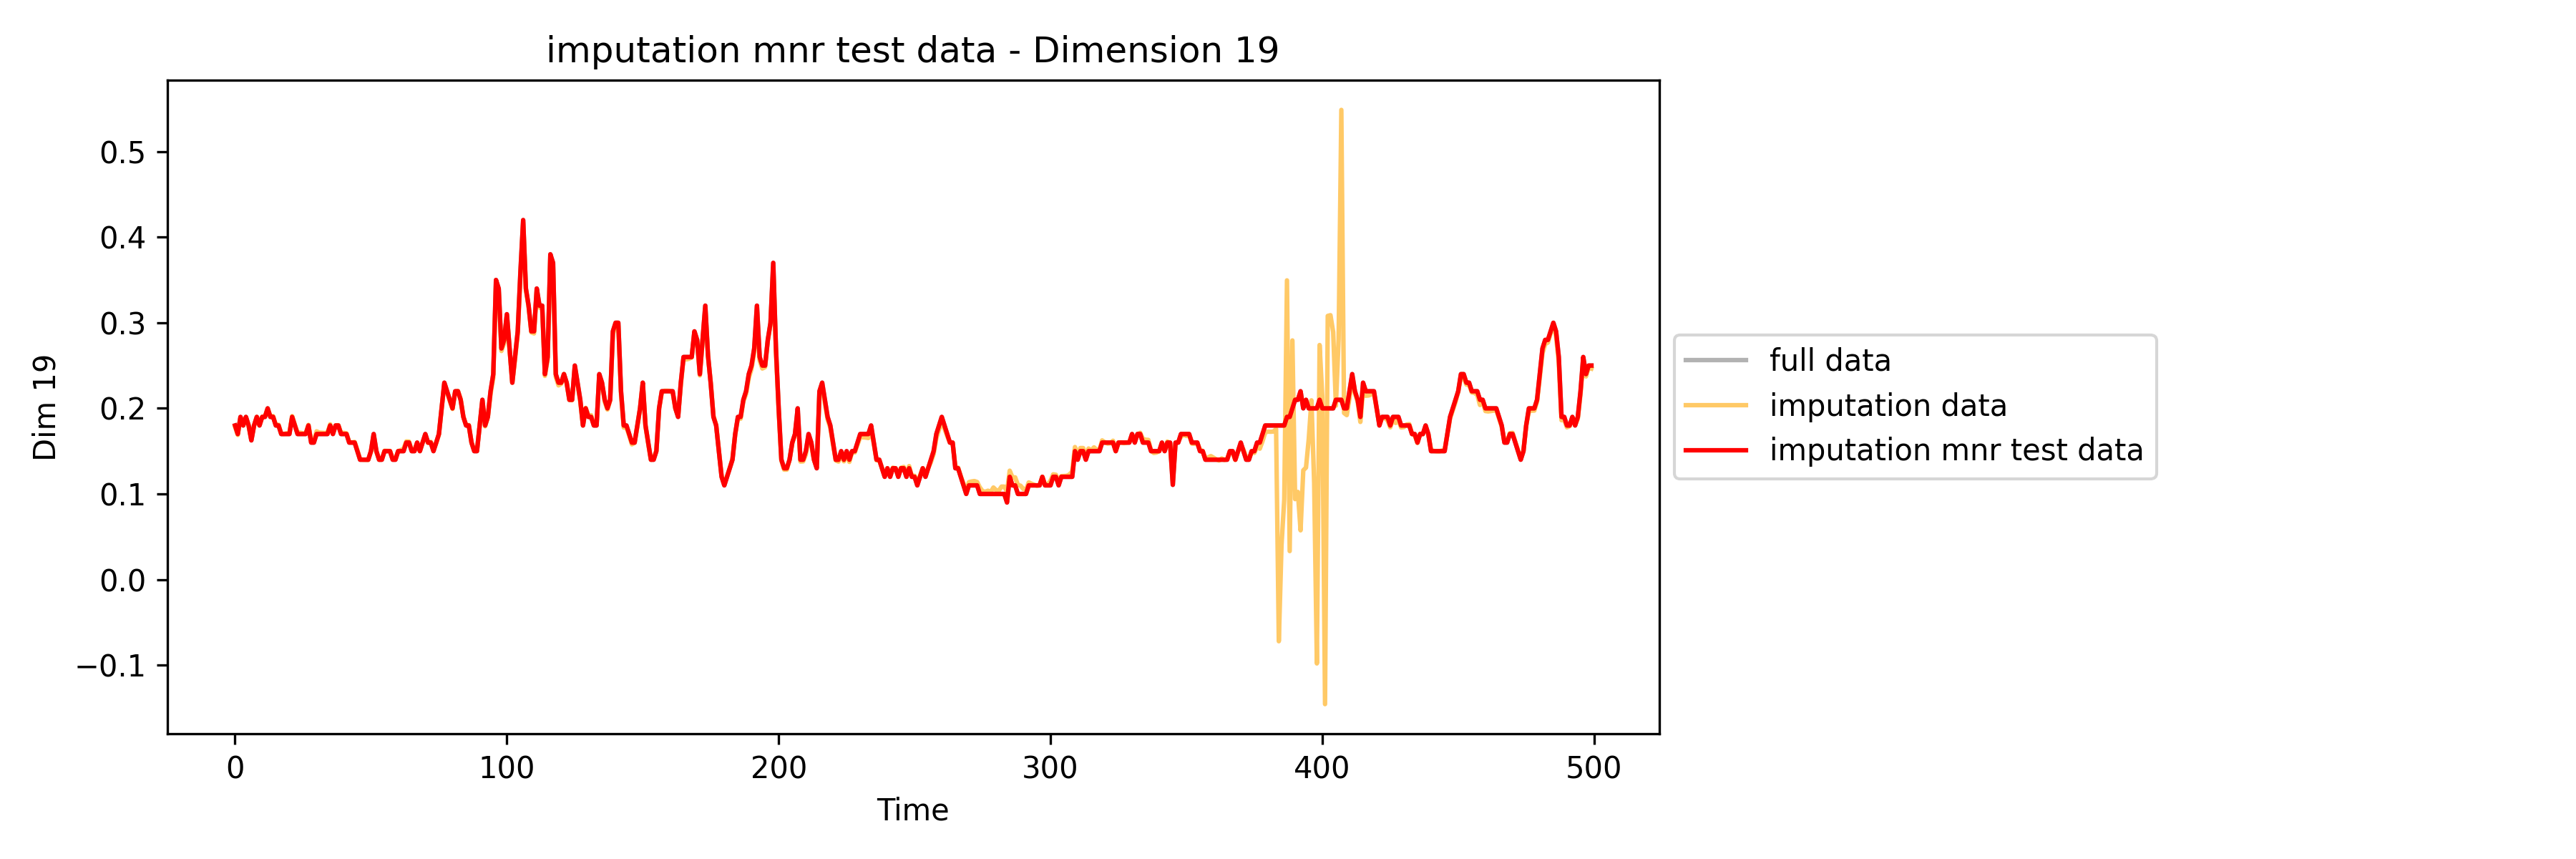 imputation mnr test data - Dimension 19
Dim 19
0.5
0.4
0.3
0.2
0.1
0.0
−0.1
0
100
200
300
400
500
Time
full data
imputation data
imputation mnr test data